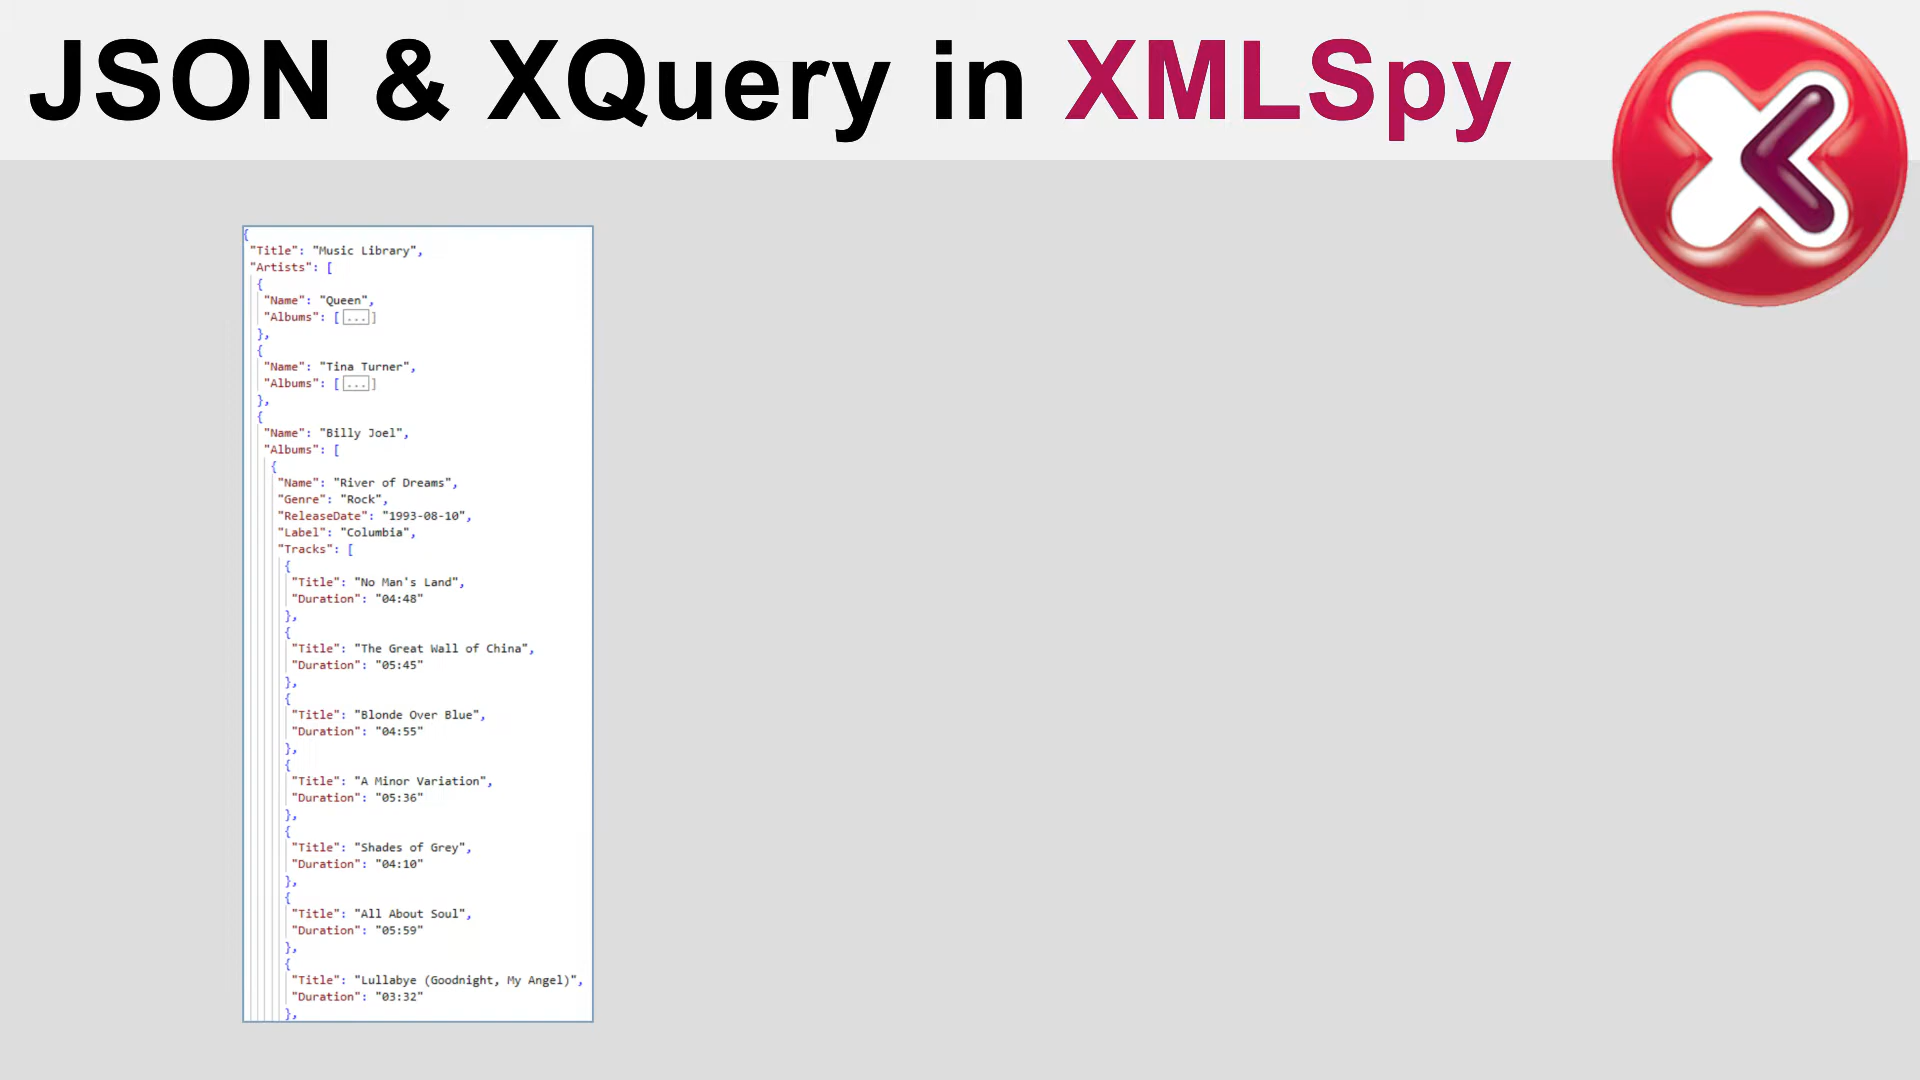 JSON & XQuery in XMLSpy
{
"Title": "Music Library",
"Artists": [
{
"Name": "Queen",
"Albums": [...]
},
{
"Name": "Tina Turner",
"Albums": [...]
},
{
"Name": "Billy Joel",
"Albums": [
{
"Name": "River of Dreams",
"Genre": "Rock",
"ReleaseDate": "1993-08-10",
"Label": "Columbia",
"Tracks": [
{
"Title": "No Man's Land",
"Duration": "04:48"
},
{
"Title": "The Great Wall of China",
"Duration": "05:45"
},
{
"Title": "Blonde Over Blue",
"Duration": "04:55"
},
{
"Title": "A Minor Variation",
"Duration": "05:36"
},
{
"Title": "Shades of Grey",
"Duration": "04:10"
},
{
"Title": "All About Soul",
"Duration": "05:59"
},
{
"Title": "Lullabye (Goodnight, My Angel)",
"Duration": "03:32"
},